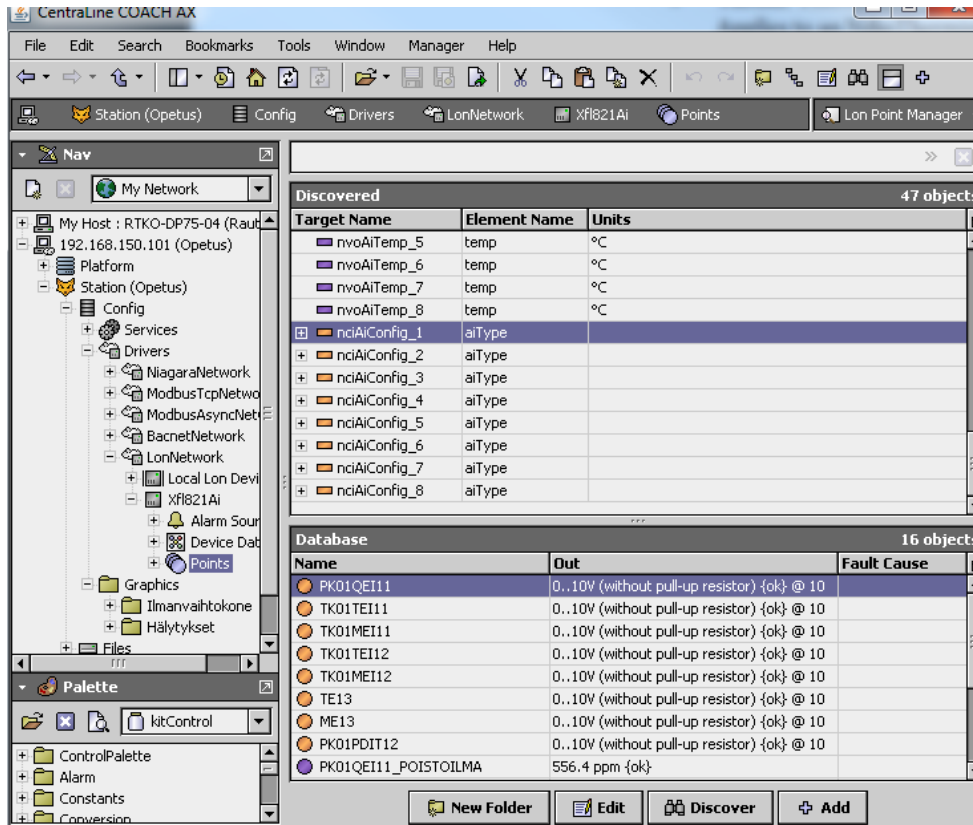 CentraLine COACH AX
File Edit Search Bookmarks Tools Window Manager Help
Station (Opetus) Config Drivers LonNetwork Xfl821Ai Points Lon Point Manager
Nav
My Network
My Host : RTKO-DP75-04 (Raut
192.168.150.101 (Opetus)
Platform
Station (Opetus)
Config
Services
Drivers
NiagaraNetwork
ModbusTcpNetwo
ModbusAsyncNet
BacnetNetwork
LonNetwork
Local Lon Devi
Xfl821Ai
Alarm Sour
Device Dat
Points
Graphics
Ilmanvaihtokone
Hälytykset
Files
Palette
kitControl
ControlPalette
Alarm
Constants
Conversion
Discovered 47 objects
Target Name Element Name Units
nvoAiTemp_5 temp °C
nvoAiTemp_6 temp °C
nvoAiTemp_7 temp °C
nvoAiTemp_8 temp °C
nciAiConfig_1 aiType
nciAiConfig_2 aiType
nciAiConfig_3 aiType
nciAiConfig_4 aiType
nciAiConfig_5 aiType
nciAiConfig_6 aiType
nciAiConfig_7 aiType
nciAiConfig_8 aiType
Database 16 objects
Name Out Fault Cause
PK01QEI11 0..10V (without pull-up resistor) {ok} @ 10
TK01TEI11 0..10V (without pull-up resistor) {ok} @ 10
TK01MEI11 0..10V (without pull-up resistor) {ok} @ 10
TK01TEI12 0..10V (without pull-up resistor) {ok} @ 10
TK01MEI12 0..10V (without pull-up resistor) {ok} @ 10
TE13 0..10V (without pull-up resistor) {ok} @ 10
ME13 0..10V (without pull-up resistor) {ok} @ 10
PK01PDIT12 0..10V (without pull-up resistor) {ok} @ 10
PK01QEI11_POISTOILMA 556.4 ppm {ok}
New Folder Edit Discover Add